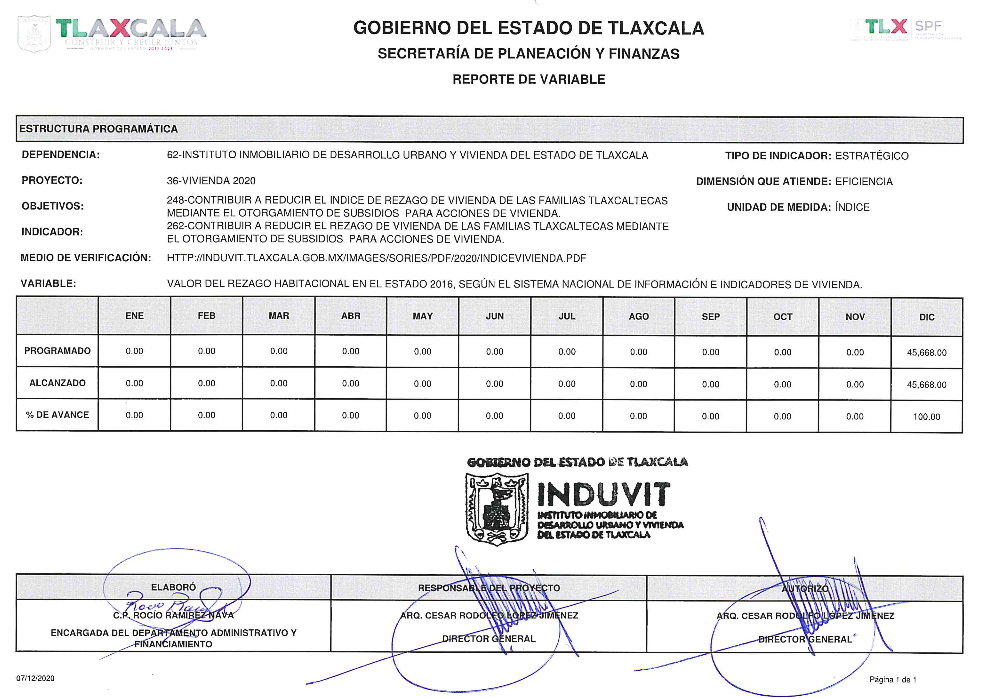 TLAXCALA
CONSTRUIR Y CRECER JUNTOS
GOBIERNO DEL ESTADO DE TLAXCALA
TLX SPF
SECRETARÍA DE PLANEACIÓN Y FINANZAS
REPORTE DE VARIABLE
ESTRUCTURA PROGRAMÁTICA
DEPENDENCIA: 62-INSTITUTO INMOBILIARIO DE DESARROLLO URBANO Y VIVIENDA DEL ESTADO DE TLAXCALA TIPO DE INDICADOR: ESTRATÉGICO
PROYECTO: 36-VIVIENDA 2020 DIMENSIÓN QUE ATIENDE: EFICIENCIA
OBJETIVOS: 248-CONTRIBUIR A REDUCIR EL INDICE DE REZAGO DE VIVIENDA DE LAS FAMILIAS TLAXCALTECAS
MEDIANTE EL OTORGAMIENTO DE SUBSIDIOS PARA ACCIONES DE VIVIENDA. UNIDAD DE MEDIDA: ÍNDICE
INDICADOR: 262-CONTRIBUIR A REDUCIR EL REZAGO DE VIVIENDA DE LAS FAMILIAS TLAXCALTECAS MEDIANTE
EL OTORGAMIENTO DE SUBSIDIOS PARA ACCIONES DE VIVIENDA.
MEDIO DE VERIFICACIÓN: HTTP://INDUVIT.TLAXCALA.GOB.MX/IMAGES/SORIES/PDF/2020/INDICEVIVIENDA.PDF
VARIABLE: VALOR DEL REZAGO HABITACIONAL EN EL ESTADO 2016, SEGÚN EL SISTEMA NACIONAL DE INFORMACIÓN E INDICADORES DE VIVIENDA.
ENE FEB MAR ABR MAY JUN JUL AGO SEP OCT NOV DIC
PROGRAMADO 0.00 0.00 0.00 0.00 0.00 0.00 0.00 0.00 0.00 0.00 0.00 45,668.00
ALCANZADO 0.00 0.00 0.00 0.00 0.00 0.00 0.00 0.00 0.00 0.00 0.00 45,668.00
% DE AVANCE 0.00 0.00 0.00 0.00 0.00 0.00 0.00 0.00 0.00 0.00 0.00 100.00
GOBIERNO DEL ESTADO DE TLAXCALA
INDUVIT
INSTITUTO INMOBILIARIO DE
DESARROLLO URBANO Y VIVIENDA
DEL ESTADO DE TLAXCALA
ELABORÓ RESPONSABLE DEL PROYECTO AUTORIZO
C.P. ROCÍO RAMÍREZ NAVA ARQ. CESAR RODOLFO LÓPEZ JIMÉNEZ ARQ. CESAR RODOLFO LÓPEZ JIMÉNEZ
ENCARGADA DEL DEPARTAMENTO ADMINISTRATIVO Y
FINANCIAMIENTO DIRECTOR GENERAL DIRECTOR GENERAL
07/12/2020 Página 1 de 1